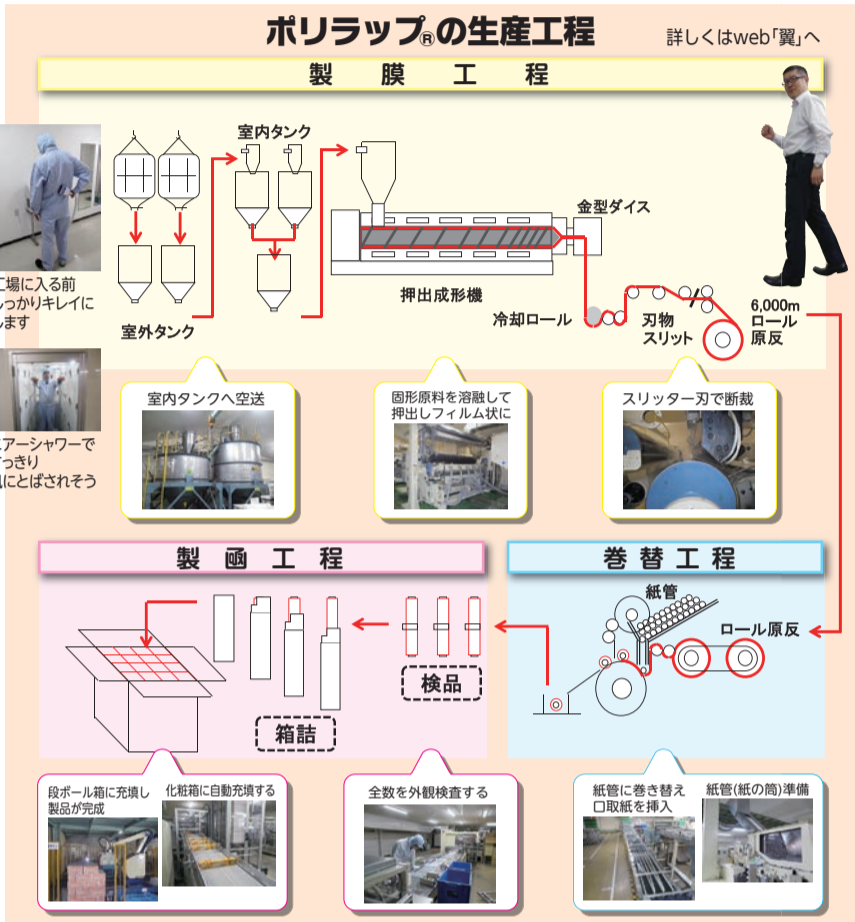 ポリラップ®の生産工程
詳しくはweb「翼」へ
製膜工程
室内タンク
室外タンク
押出成形機
金型ダイス
冷却ロール
刃物
スリット
6,000m
ロール
原反
工場に入る前
しっかりキレイに
します
エアーシャワーで
すっきり
風にとばされそう
室内タンクへ空送
固形原料を溶融して
押出しフィルム状に
スリッター刃で断裁
製函工程
巻替工程
紙管
ロール原反
検品
箱詰
段ボール箱に充填し
製品が完成
化粧箱に自動充填する
全数を外観検査する
紙管に巻き替え
口取紙を挿入
紙管(紙の筒)準備